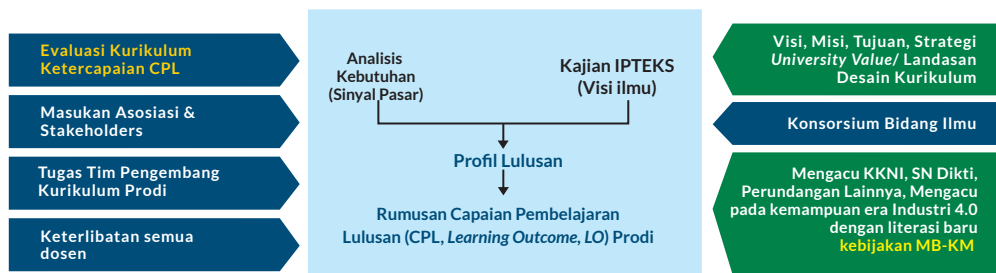 Evaluasi Kurikulum
Ketercapaian CPL
Masukan Asosiasi &
Stakeholders
Tugas Tim Pengembang
Kurikulum Prodi
Keterlibatan semua
dosen
Analisis
Kebutuhan
(Sinyal Pasar)
Kajian IPTEKS
(Visi ilmu)
Profil Lulusan
Rumusan Capaian Pembelajaran
Lulusan (CPL, Learning Outcome, LO) Prodi
Visi, Misi, Tujuan, Strategi
University Value/ Landasan
Desain Kurikulum
Konsorsium Bidang Ilmu
Mengacu KKNI, SN Dikti,
Perundangan Lainnya, Mengacu
pada kemampuan era Industri 4.0
dengan literasi baru
kebijakan MB-KM